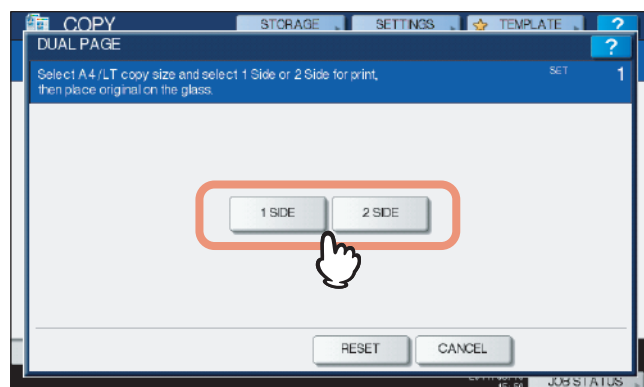 COPY STORAGE SETTINGS TEMPLATE ?
DUAL PAGE ?
Select A4/LT copy size and select 1 Side or 2 Side for print,
then place original on the glass.
SET 1
1 SIDE 2 SIDE
RESET CANCEL
JOB STATUS